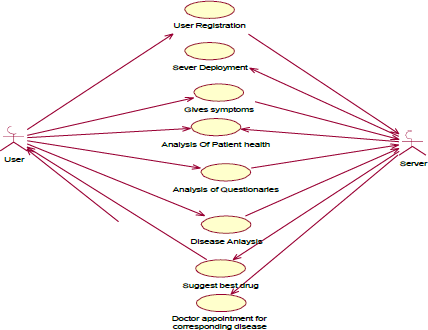 User Registration
Sever Deployment
Gives symptoms
Analysis Of Patient health
User
Server
Analysis of Questionaries
Disease Anlaysis
Suggest best drug
Doctor appointment for
corresponding disease